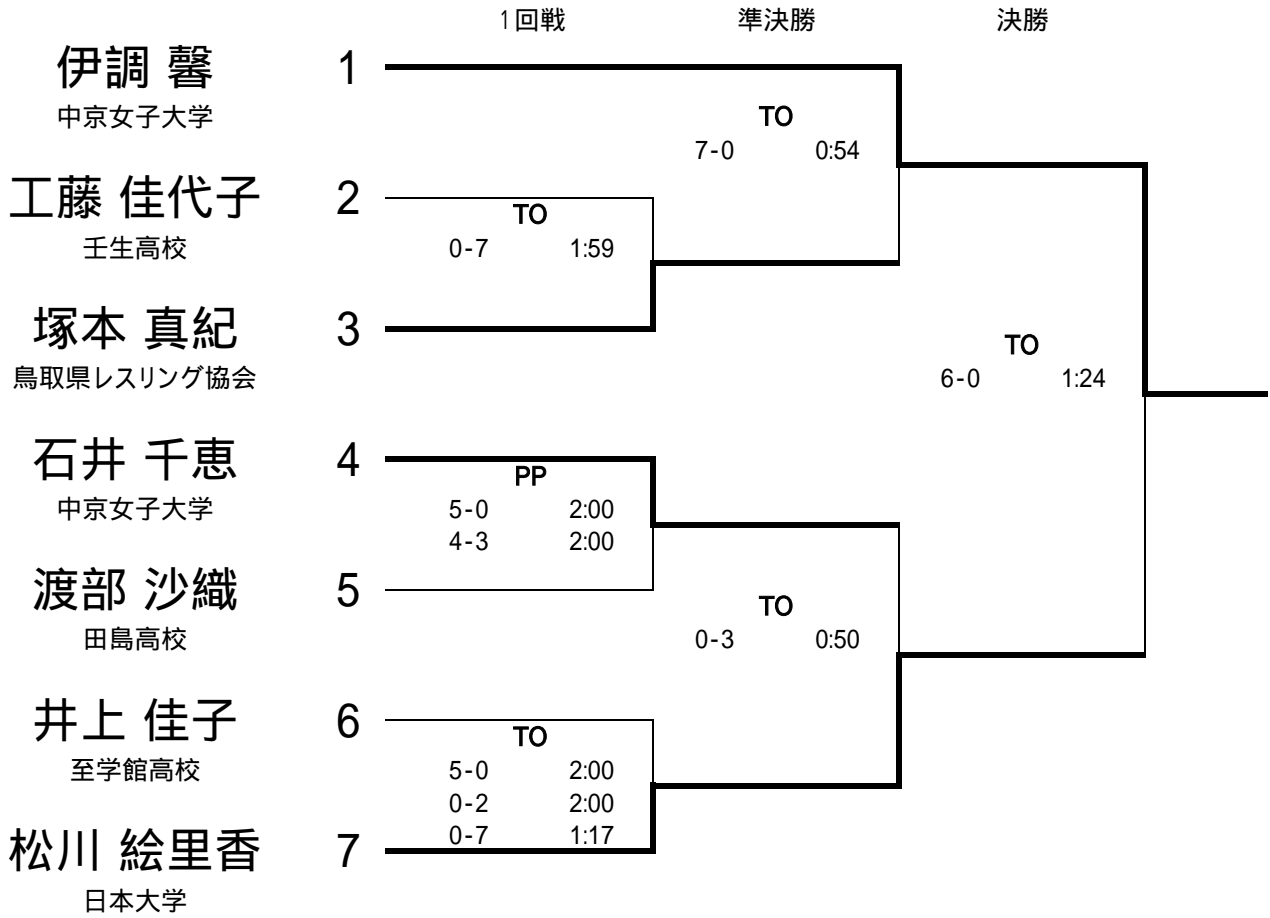 1回戦 準決勝 決勝
伊調 馨 1
中京女子大学
TO
7-0 0:54
工藤 佳代子 2
TO
壬生高校
0-7 1:59
塚本 真紀 3
鳥取県レスリング協会
TO
6-0 1:24
石井 千恵 4
PP
中京女子大学
5-0 2:00
4-3 2:00
渡部 沙織 5
田島高校
TO
0-3 0:50
井上 佳子 6
TO
至学館高校
5-0 2:00
0-2 2:00
0-7 1:17
松川 絵里香 7
日本大学